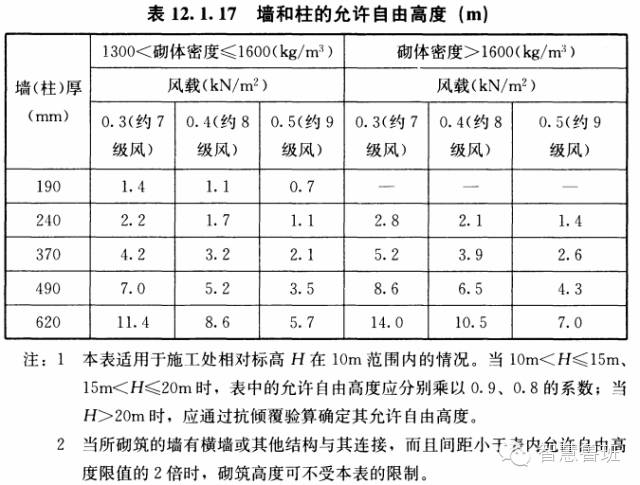 表 12.1.17 墙和柱的允许自由高度 (m)
墙(柱)厚
(mm)
1300<砌体密度≤1600(kg/m³) 砌体密度>1600(kg/m³)
风载(kN/m²) 风载(kN/m²)
0.3(约7 0.4(约8 0.5(约9 0.3(约7 0.4(约8 0.5(约9
级风) 级风) 级风) 级风) 级风) 级风)
190 1.4 1.1 0.7 — — —
240 2.2 1.7 1.1 2.8 2.1 1.4
370 4.2 3.2 2.1 5.2 3.9 2.6
490 7.0 5.2 3.5 8.6 6.5 4.3
620 11.4 8.6 5.7 14.0 10.5 7.0
注：1 本表适用于施工处相对标高 H 在 10m 范围内的情况。当 10m<H≤15m、
15m<H≤20m 时，表中的允许自由高度应分别乘以 0.9、0.8 的系数；当
H>20m 时，应通过抗倾覆验算确定其允许自由高度。
2 当所砌筑的墙有横墙或其他结构与其连接，而且间距小于表内允许自由高
度限值的 2 倍时，砌筑高度可不受本表的限制。
智慧鲁班